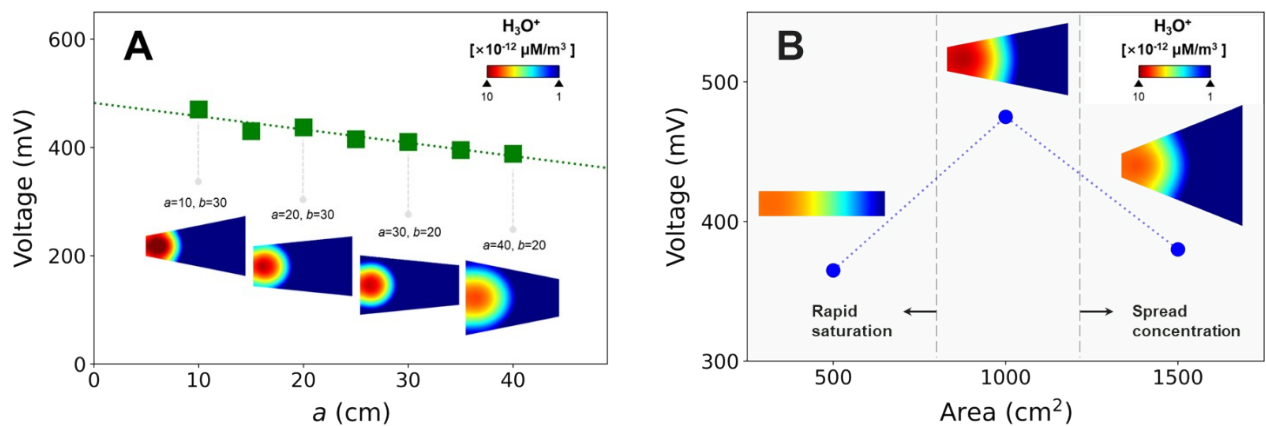 A
H₃O⁺
[×10⁻¹² μM/m³ ]
10
1
600
400
200
0
Voltage (mV)
a=10, b=30
a=20, b=30
a=30, b=20
a=40, b=20
0
10
20
30
40
a (cm)
B
H₃O⁺
[×10⁻¹² μM/m³ ]
10
1
500
400
300
Voltage (mV)
Rapid
saturation
Spread
concentration
500
1000
1500
Area (cm²)